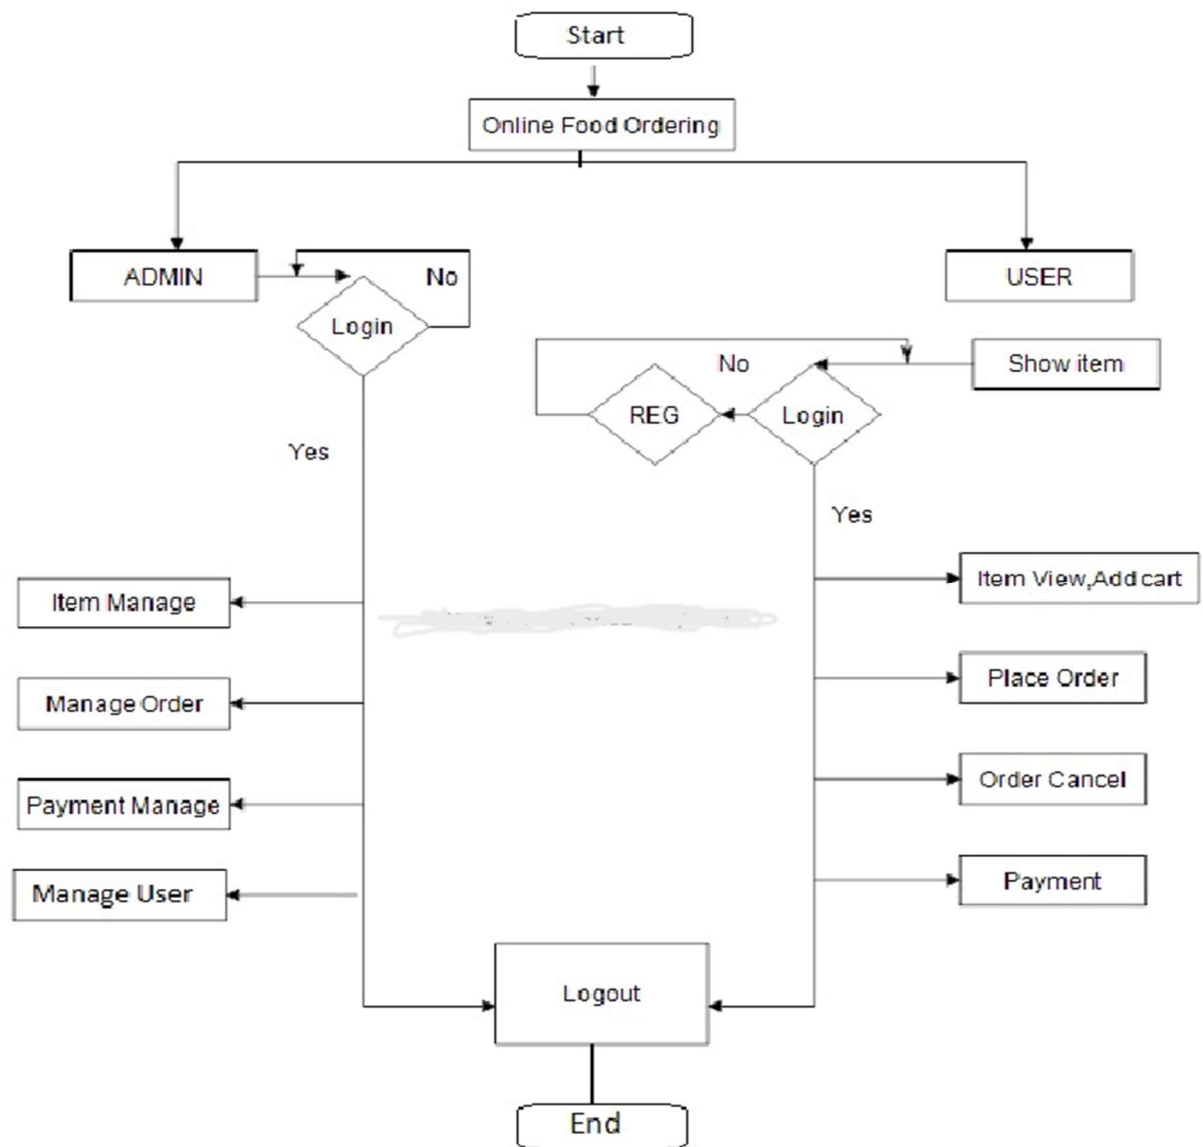 Start
Online Food Ordering
ADMIN
No
USER
Login
No
Show item
REG
Login
Yes
Yes
Item View,Add cart
Item Manage
Place Order
Manage Order
Order Cancel
Payment Manage
Payment
Manage User
Logout
End